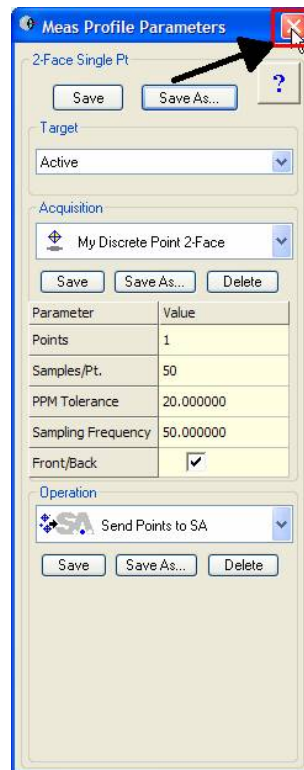 Meas Profile Parameters
2-Face Single Pt
Save Save As... ?
Target
Active
Acquisition
My Discrete Point 2-Face
Save Save As... Delete
Parameter Value
Points 1
Samples/Pt. 50
PPM Tolerance 20.000000
Sampling Frequency 50.000000
Front/Back
Operation
SA Send Points to SA
Save Save As... Delete